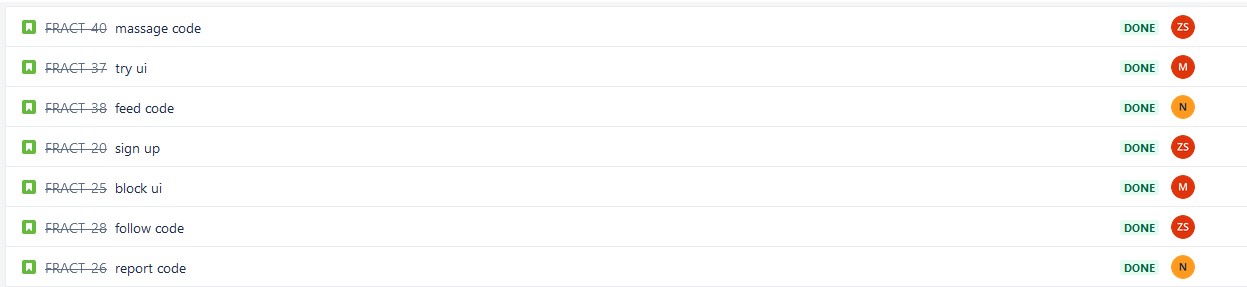 FRACT-40 massage code DONE ZS
FRACT-37 try ui DONE M
FRACT-38 feed code DONE N
FRACT-20 sign up DONE ZS
FRACT-25 block ui DONE M
FRACT-28 follow code DONE ZS
FRACT-26 report code DONE N